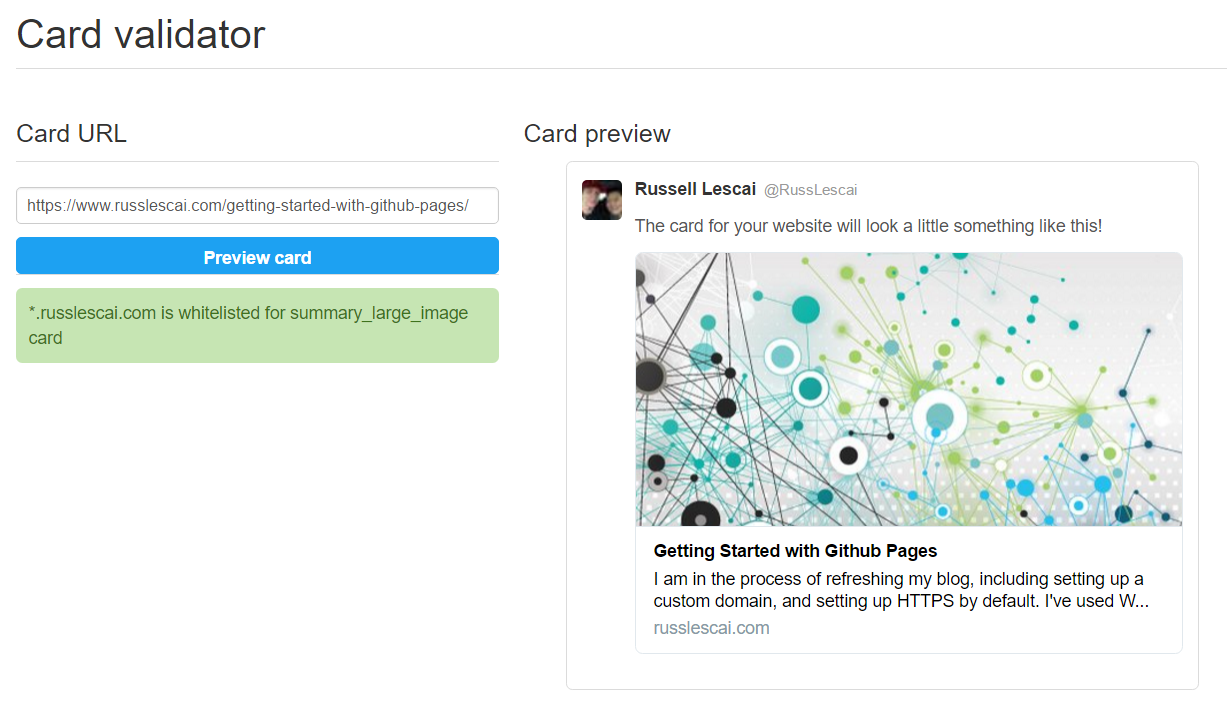 Card validator
Card URL
https://www.russlescai.com/getting-started-with-github-pages/
Preview card
*.russlescai.com is whitelisted for summary_large_image
card
Card preview
Russell Lescai @RussLescai
The card for your website will look a little something like this!
Getting Started with Github Pages
I am in the process of refreshing my blog, including setting up a
custom domain, and setting up HTTPS by default. I've used W...
russlescai.com